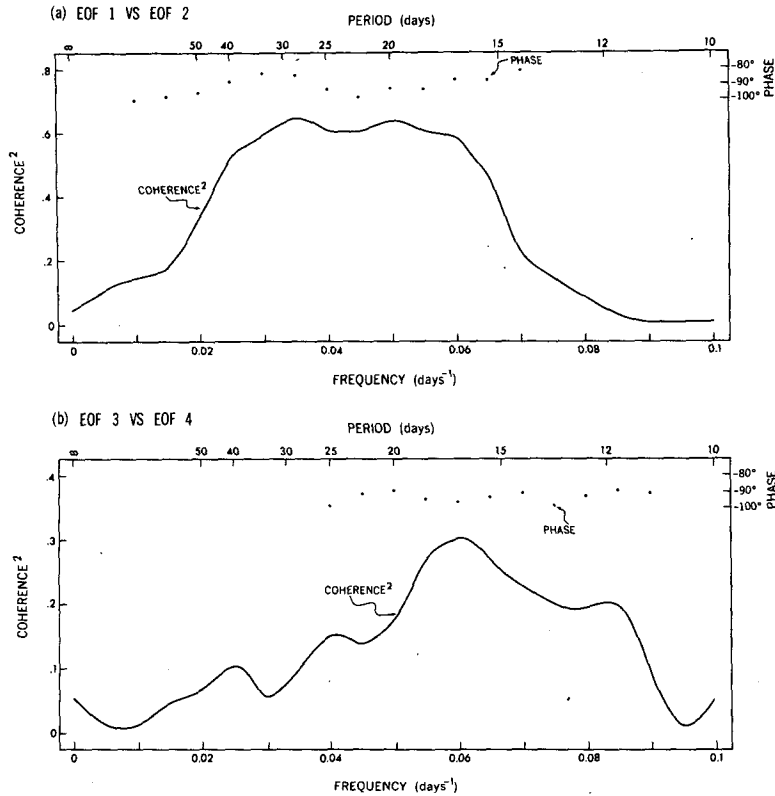 (a) EOF 1 VS EOF 2
PERIOD (days)
∞ 50 40 30 25 20 15 12 10
.8
.6
.4
.2
0
COHERENCE²
PHASE
COHERENCE²
-80°
-90°
-100°
PHASE
0 0.02 0.04 0.06 0.08 0.1
FREQUENCY (days⁻¹)
(b) EOF 3 VS EOF 4
PERIOD (days)
∞ 50 40 30 25 20 15 12 10
.4
.3
.2
.1
0
COHERENCE²
COHERENCE²
PHASE
-70°
-90°
-100°
PHASE
0 0.02 0.04 0.06 0.08 0.1
FREQUENCY (days⁻¹)